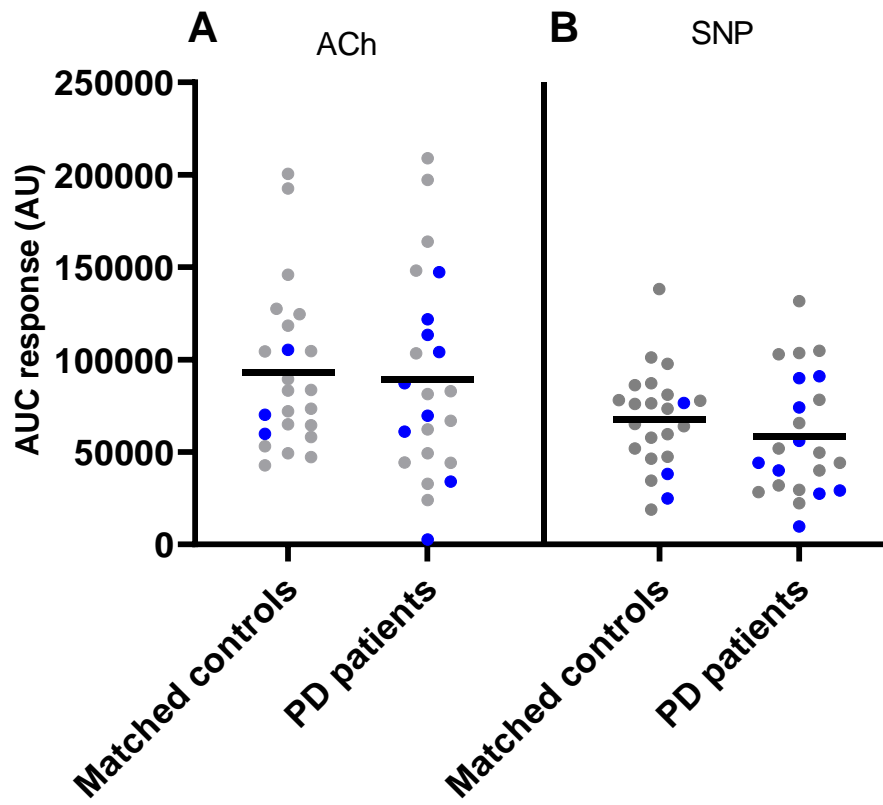 A
ACh
B
SNP
AUC response (AU)
250000
200000
150000
100000
50000
0
Matched controls
PD patients
Matched controls
PD patients